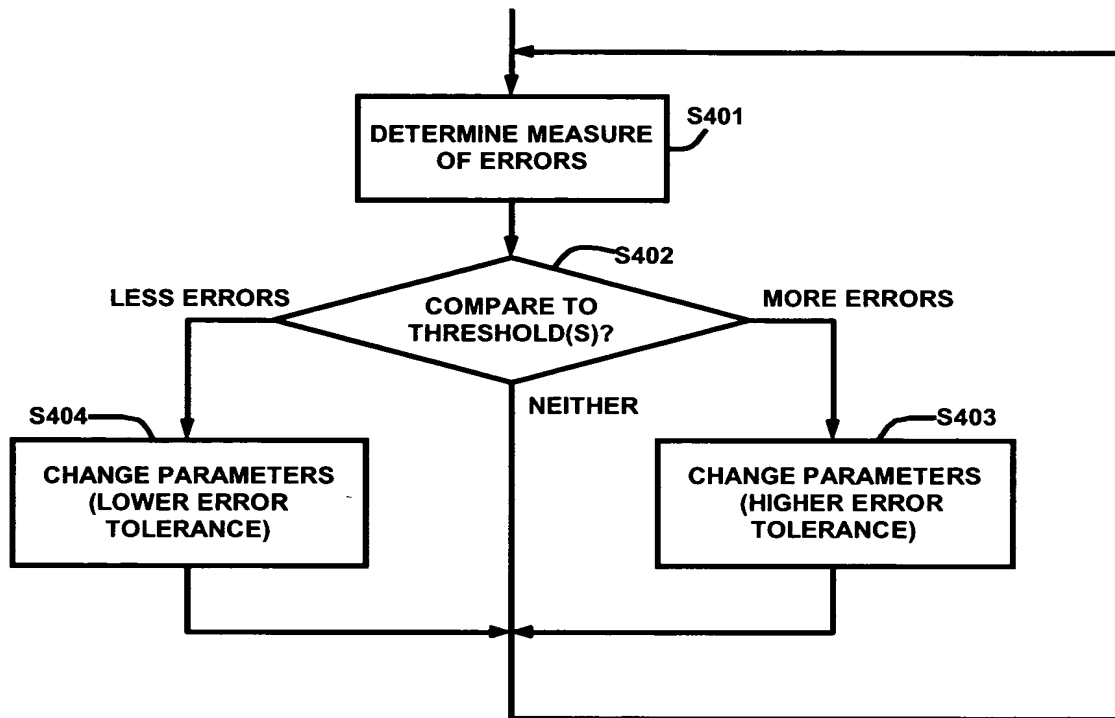 S401
DETERMINE MEASURE
OF ERRORS
S402
LESS ERRORS
COMPARE TO
THRESHOLD(S)?
MORE ERRORS
NEITHER
S404
CHANGE PARAMETERS
(LOWER ERROR
TOLERANCE)
S403
CHANGE PARAMETERS
(HIGHER ERROR
TOLERANCE)